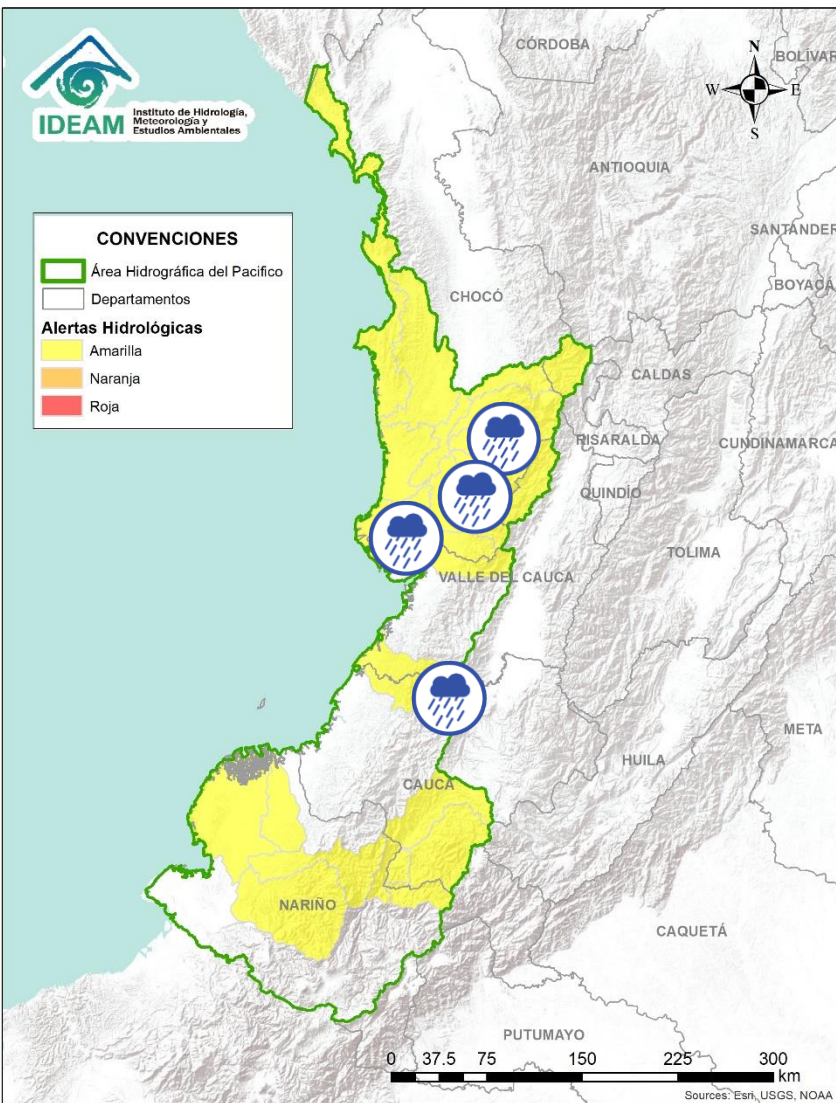 IDEAM
Instituto de Hidrología,
Meteorología y
Estudios Ambientales
CÓRDOBA
BOLÍVAR
N
W
E
S
ANTIOQUIA
SANTANDER
BOYACÁ
CONVENCIONES
Área Hidrográfica del Pacifico
Departamentos
Alertas Hidrológicas
Amarilla
Naranja
Roja
CHOCÓ
CALDAS
RISARALDA
CUNDINAMARCA
QUINDÍO
TOLIMA
VALLE DEL CAUCA
META
HUILA
CAUCA
NARIÑO
CAQUETÁ
PUTUMAYO
0 37.5 75 150 225 300
km
Sources: Esri, USGS, NOAA